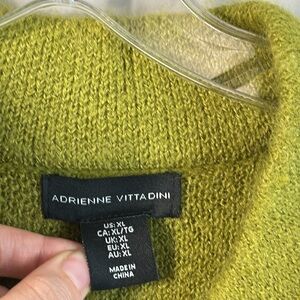 ADRIENNE VITTADINI
US: XL
CA: XL/TG
UK: XL
EU: XL
AU: XL
MADE IN
CHINA